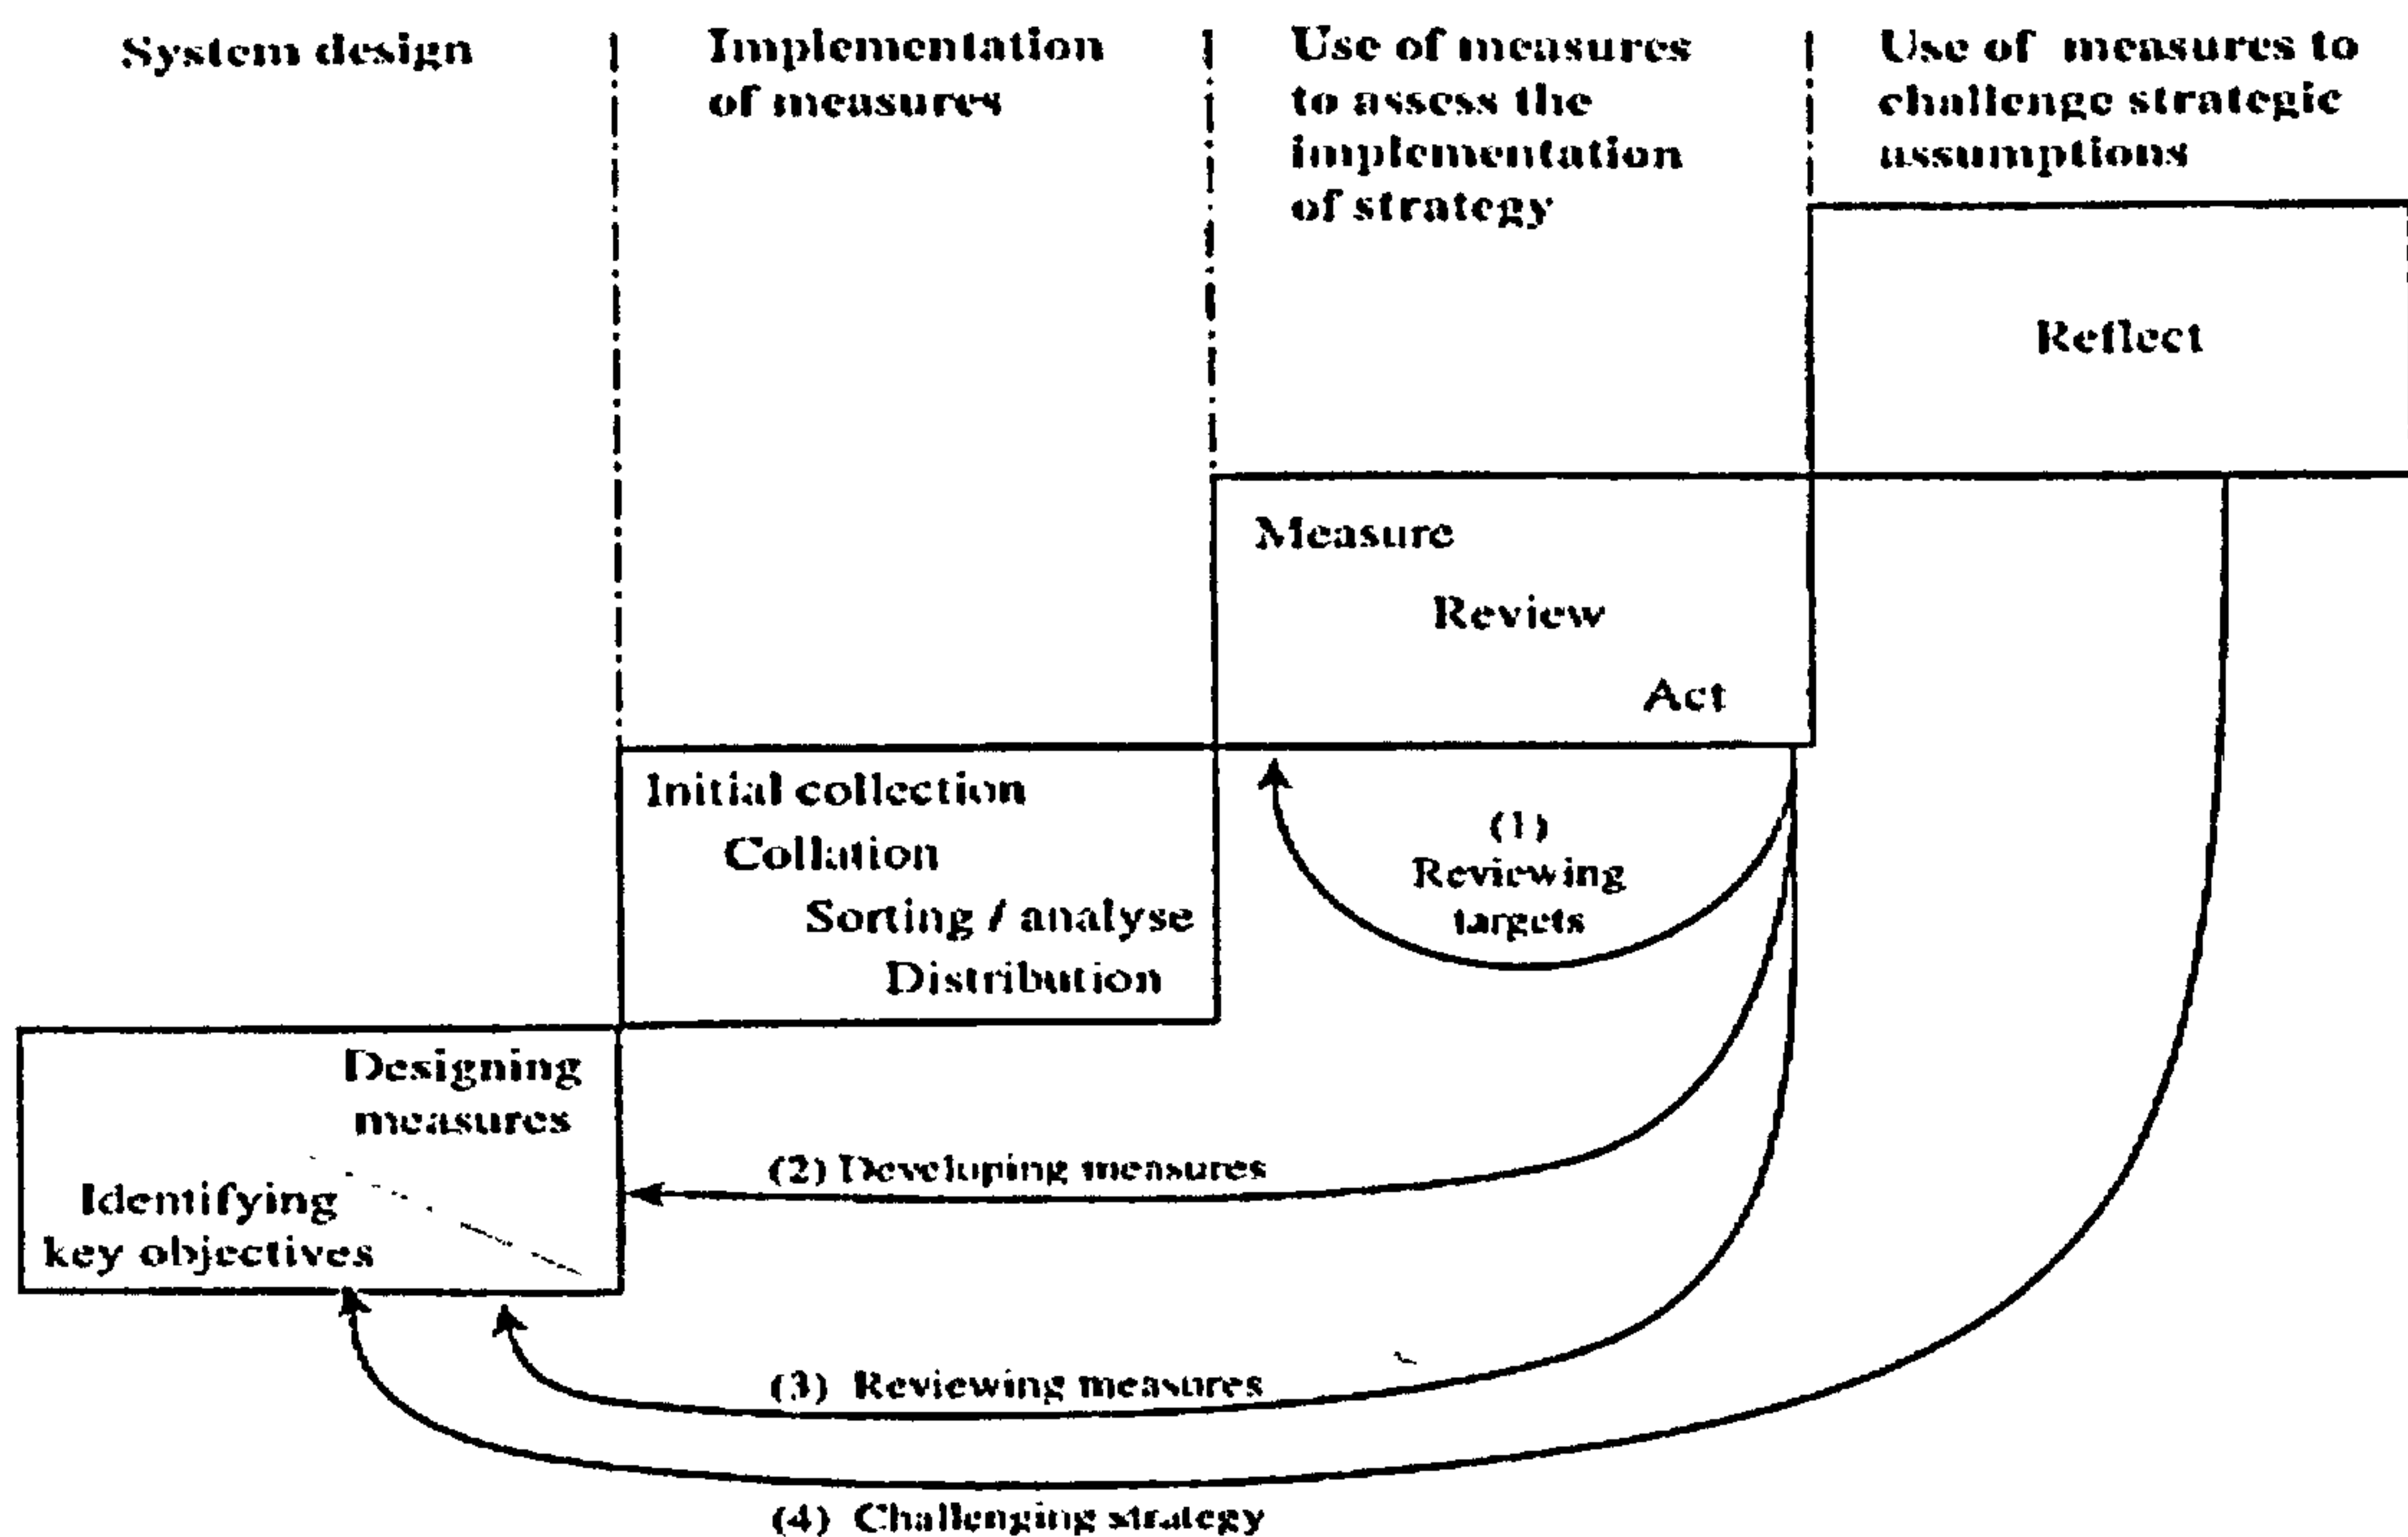 System design
Implementation
of measures
Use of measures
to assess the
implementation
of strategy
Use of measures to
challenge strategic
assumptions
Reflect
Measure
Review
Act
Initial collection
Collation
Sorting / analyse
Distribution
(1)
Reviewing
targets
Designing
measures
Identifying
key objectives
(2) Developing measures
(3) Reviewing measures
(4) Challenging strategy